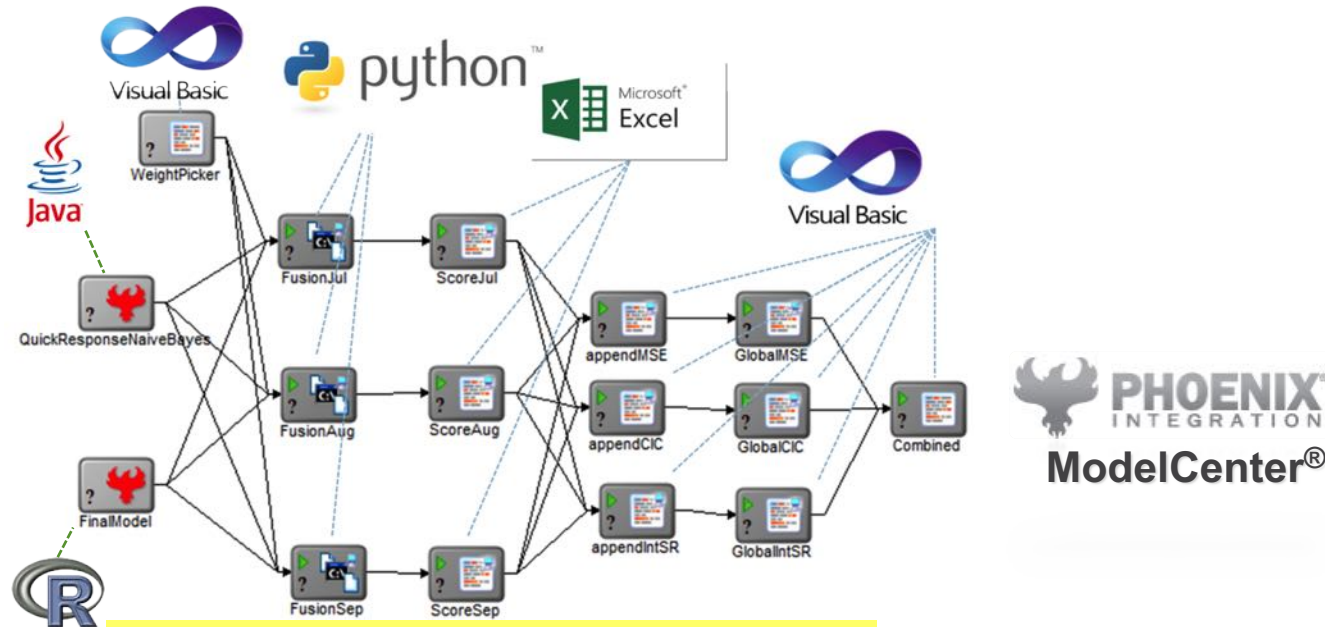 Visual Basic
python™
Microsoft®
X
Excel
?
WeightPicker
Java
Visual Basic
?
FusionJul
?
ScoreJul
?
QuickResponseNaiveBayes
?
appendMSE
?
GlobalMSE
?
FusionAug
?
ScoreAug
?
appendCIC
?
GlobalCIC
?
Combined
PHOENIX®
INTEGRATION
ModelCenter®
?
FinalModel
?
appendIntSR
?
GlobalIntSR
R
?
FusionSep
?
ScoreSep